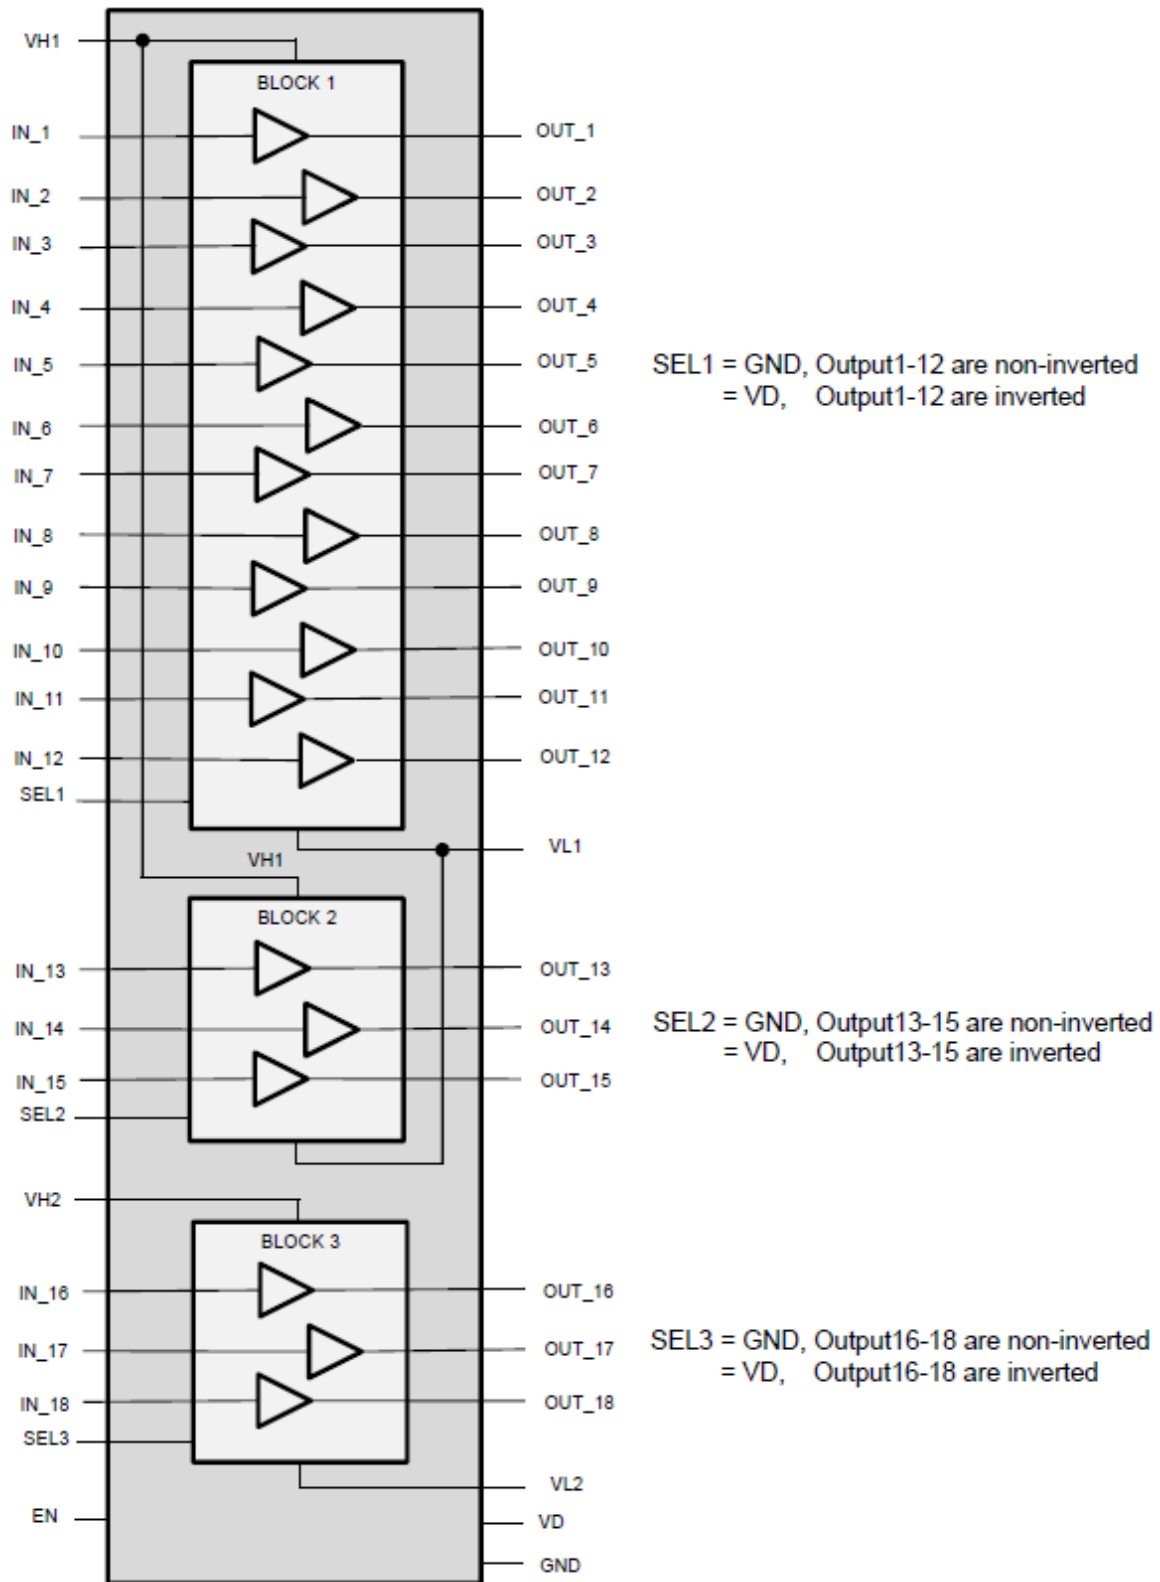 VH1
BLOCK 1
IN_1
OUT_1
IN_2
OUT_2
IN_3
OUT_3
IN_4
OUT_4
IN_5
OUT_5
SEL1 = GND, Output1-12 are non-inverted
= VD, Output1-12 are inverted
IN_6
OUT_6
IN_7
OUT_7
IN_8
OUT_8
IN_9
OUT_9
IN_10
OUT_10
IN_11
OUT_11
IN_12
OUT_12
SEL1
VL1
VH1
BLOCK 2
IN_13
OUT_13
IN_14
OUT_14
SEL2 = GND, Output13-15 are non-inverted
= VD, Output13-15 are inverted
IN_15
OUT_15
SEL2
VH2
BLOCK 3
IN_16
OUT_16
IN_17
OUT_17
SEL3 = GND, Output16-18 are non-inverted
= VD, Output16-18 are inverted
IN_18
OUT_18
SEL3
VL2
EN
VD
GND